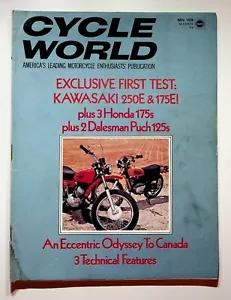 CYCLE
WORLD
AMERICA'S LEADING MOTORCYCLE ENTHUSIASTS' PUBLICATION
EXCLUSIVE FIRST TEST:
KAWASAKI 250E & 175E!
plus 3 Honda 175s
plus 2 Dalesman Puch 125s
An Eccentric Odyssey To Canada
3 Technical Features